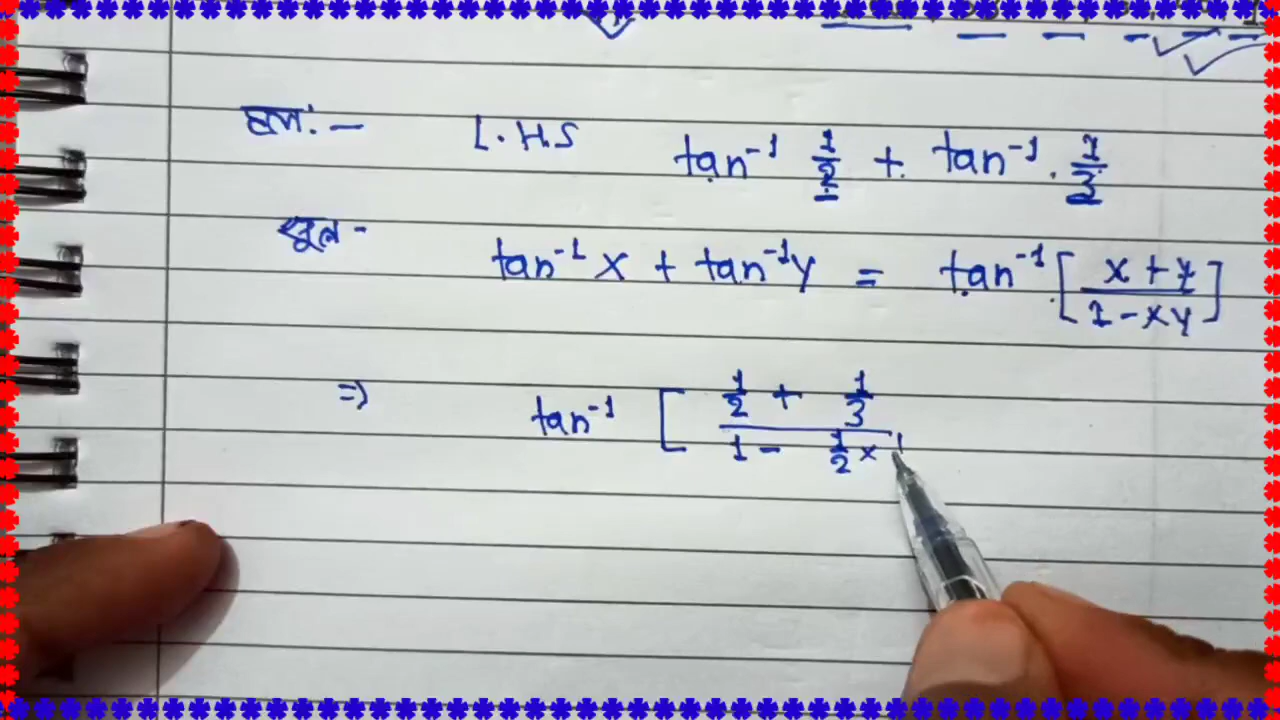 हल:- L.H.S tan⁻¹ 1/2 + tan⁻¹ . 1/3
सूत्र - tan⁻¹x + tan⁻¹y = tan⁻¹ [ (x + y)/(1 - xy) ]
=> tan⁻¹ [ (1/2 + 1/3)/(1 - 1/2 × 1